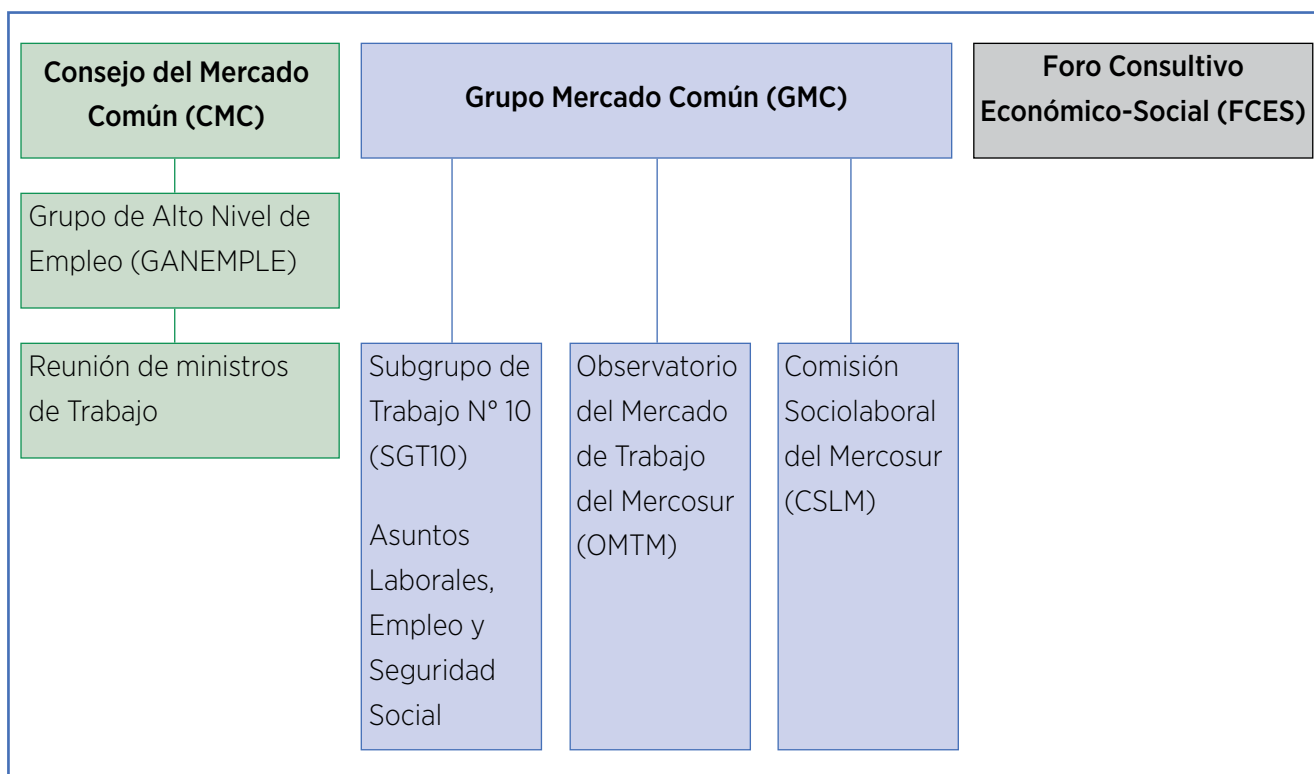 Consejo del Mercado
Común (CMC)
Grupo de Alto Nivel de
Empleo (GANEMPLE)
Reunión de ministros
de Trabajo
Grupo Mercado Común (GMC)
Subgrupo de
Trabajo N° 10
(SGT10)
Asuntos
Laborales,
Empleo y
Seguridad
Social
Observatorio
del Mercado
de Trabajo
del Mercosur
(OMTM)
Comisión
Sociolaboral
del Mercosur
(CSLM)
Foro Consultivo
Económico-Social (FCES)